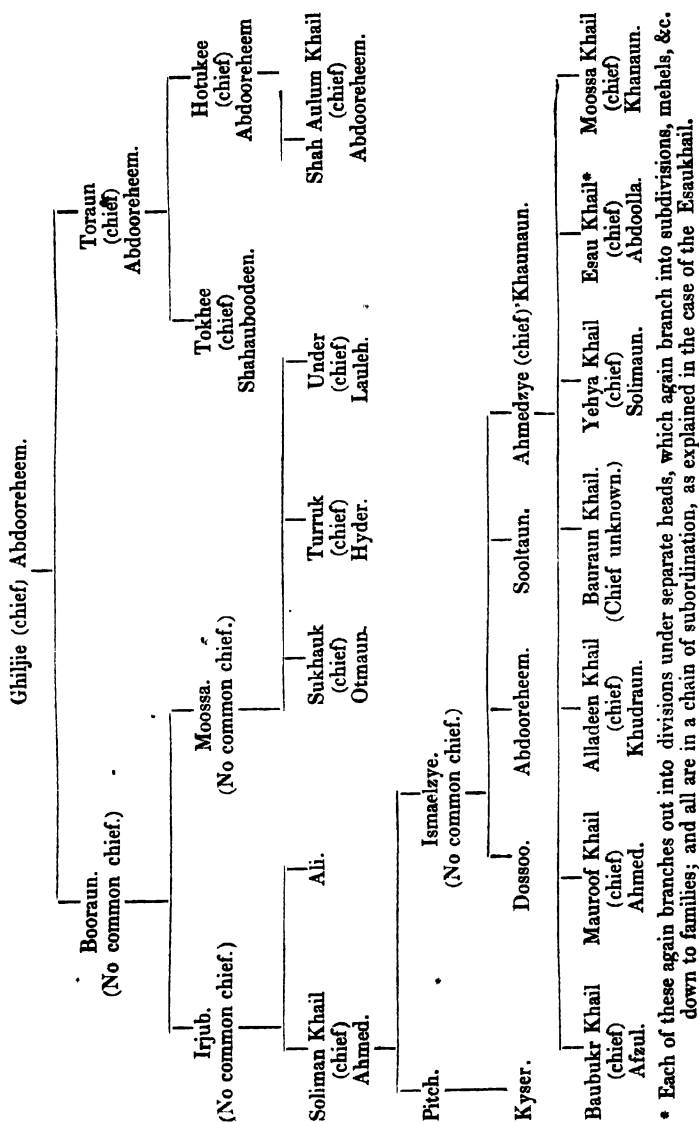 Ghiljie (chief) Abdooreheem.
Booraun.
(No common chief.)
Toraun
(chief)
Abdooreheem.
Irjub.
(No common chief.)
Moossa.
(No common chief.)
Tokhee
(chief)
Shahauboodeen.
Hotukee
(chief)
Abdooreheem
Soliman Khail
(chief)
Ahmed.
Ali.
Sukhauk
(chief)
Otmaun.
Turruk
(chief)
Hyder.
Under
(chief)
Lauleh.
Shah Aulum Khail
(chief)
Abdooreheem.
Pitch.
Ismaelzye.
(No common chief.)
Kyser.
Dossoo.
Abdooreheem.
Sooltaun.
Ahmedzye (chief) Khaunaun.
Baubukr Khail
(chief)
Afzul.
Mauroof Khail
(chief)
Ahmed.
Alladeen Khail
(chief)
Khudraun.
Bauraun Khail.
(Chief unknown.)
Yehya Khail
(chief)
Solimaun.
Esau Khail*
(chief)
Abdoolla.
Moossa Khail
(chief)
Khanaun.
* Each of these again branches out into divisions under separate heads, which again branch into subdivisions, mehels, &c.
down to families; and all are in a chain of subordination, as explained in the case of the Esaukhail.